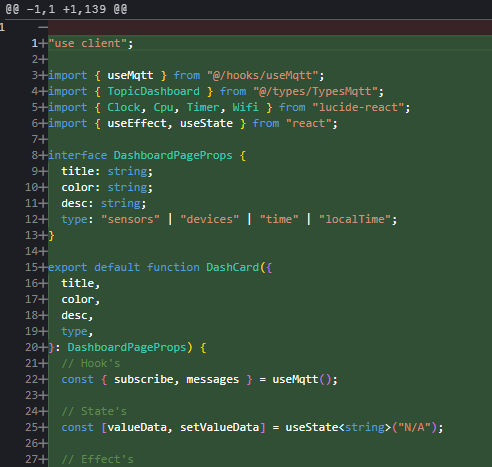 @@ -1,1 +1,139 @@
1 −
1+ "use client";
2+
3+ import { useMqtt } from "@/hooks/useMqtt";
4+ import { TopicDashboard } from "@/types/TypesMqtt";
5+ import { Clock, Cpu, Timer, Wifi } from "lucide-react";
6+ import { useEffect, useState } from "react";
7+
8+ interface DashboardPageProps {
9+   title: string;
10+   color: string;
11+   desc: string;
12+   type: "sensors" | "devices" | "time" | "localTime";
13+ }
14+
15+ export default function DashCard({
16+   title,
17+   color,
18+   desc,
19+   type,
20+ }: DashboardPageProps) {
21+   // Hook's
22+   const { subscribe, messages } = useMqtt();
23+
24+   // State's
25+   const [valueData, setValueData] = useState<string>("N/A");
26+
27+   // Effect's